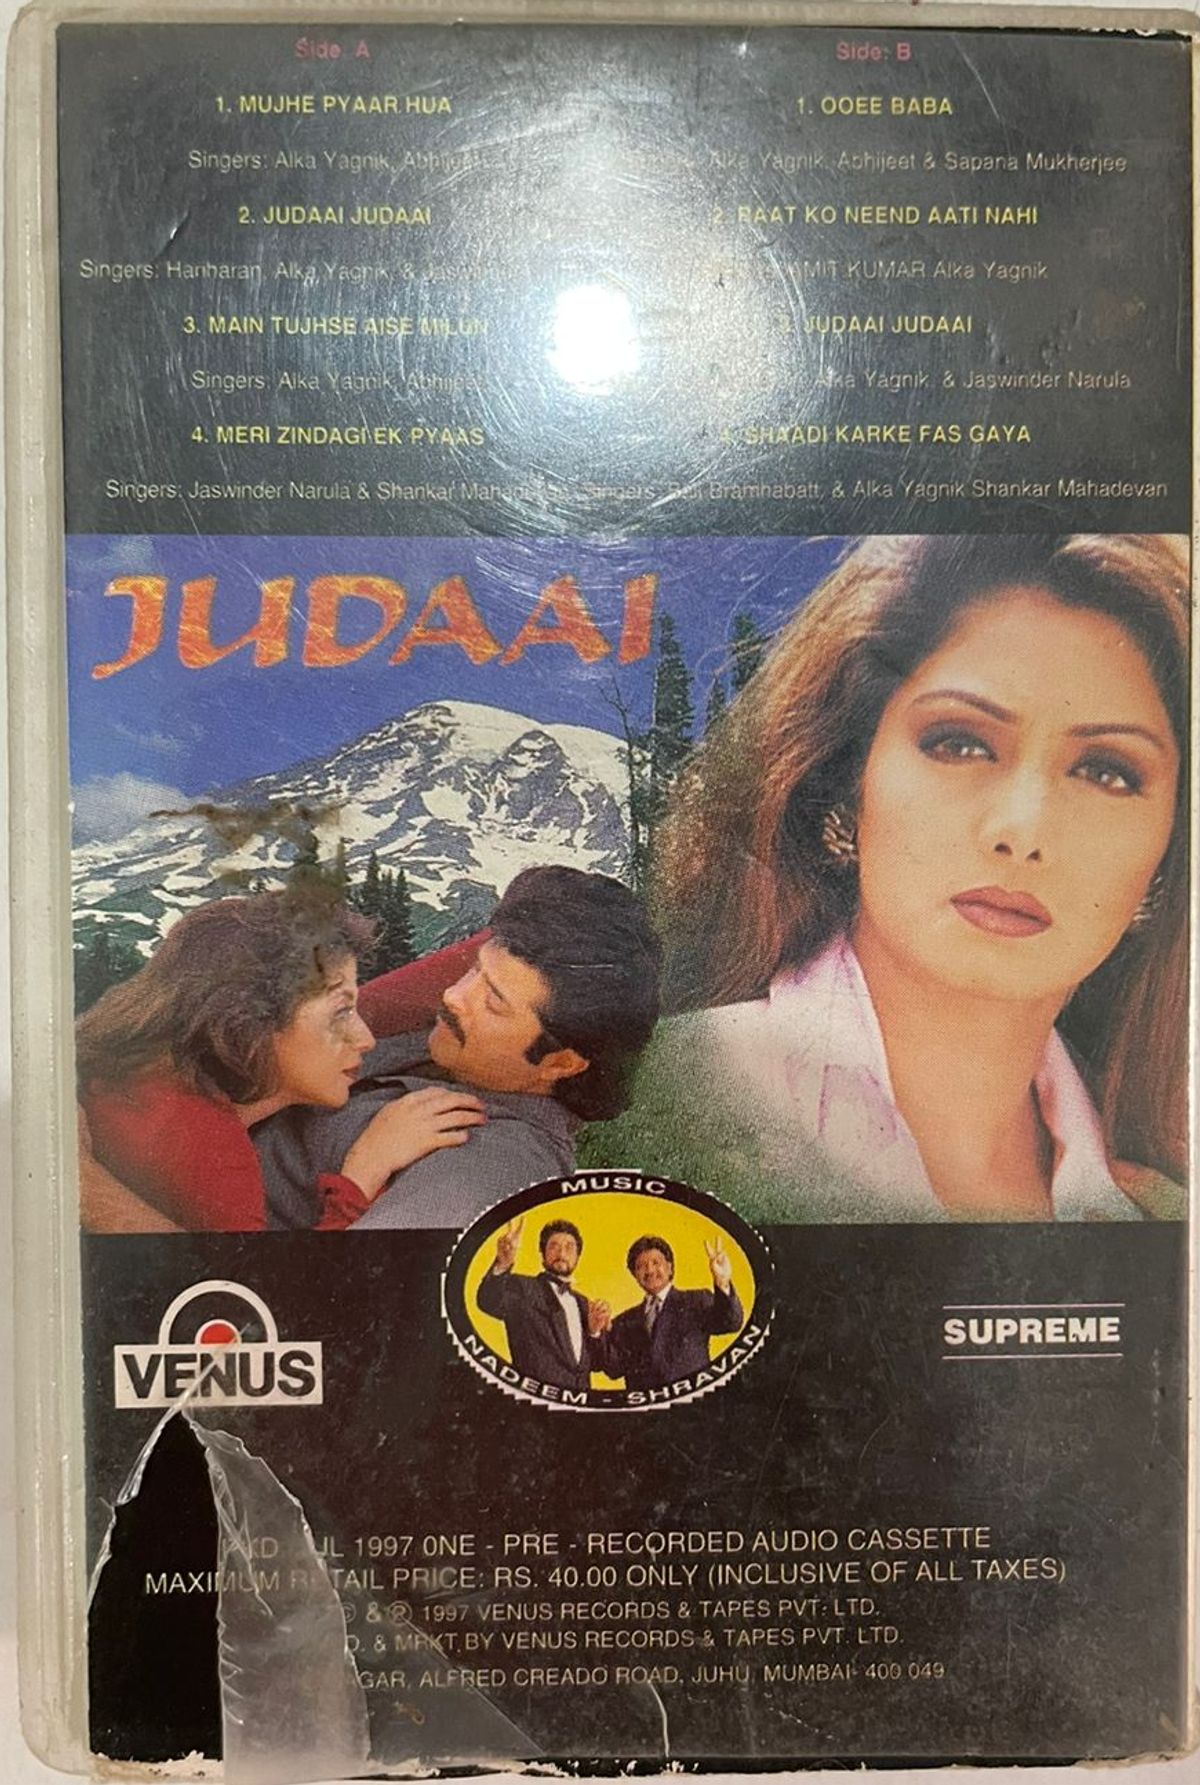 Side A
1. MUJHE PYAAR HUA
Singers: Alka Yagnik, Abhijeet
2. JUDAAI JUDAAI
Singers: Hariharan, Alka Yagnik, &
3. MAIN TUJHSE AISE MILUN
Singers: Alka Yagnik, Abhijeet
4. MERI ZINDAGI EK PYAAS
Singers: Jaswinder Narula & Shankar
Side: B
1. OOEE BABA
Alka Yagnik, Abhijeet & Sapana Mukherjee
2. RAAT KO NEEND AATI NAHI
AMIT KUMAR Alka Yagnik
JUDAAI JUDAAI
Alka Yagnik, & Jaswinder Narula
4. SHAADI KARKE FAS GAYA
Singers: Bramhabatt, & Alka Yagnik Shankar Mahadevan
JUDAAI
MUSIC
NADEEM - SHRAVAN
VENUS
SUPREME
1997 0NE - PRE - RECORDED AUDIO CASSETTE
MAXIMUM RETAIL PRICE: RS. 40.00 ONLY (INCLUSIVE OF ALL TAXES)
© & ℗ 1997 VENUS RECORDS & TAPES PVT. LTD.
& MRKT. BY VENUS RECORDS & TAPES PVT. LTD.
ALFRED CREADO ROAD, JUHU, MUMBAI- 400 049